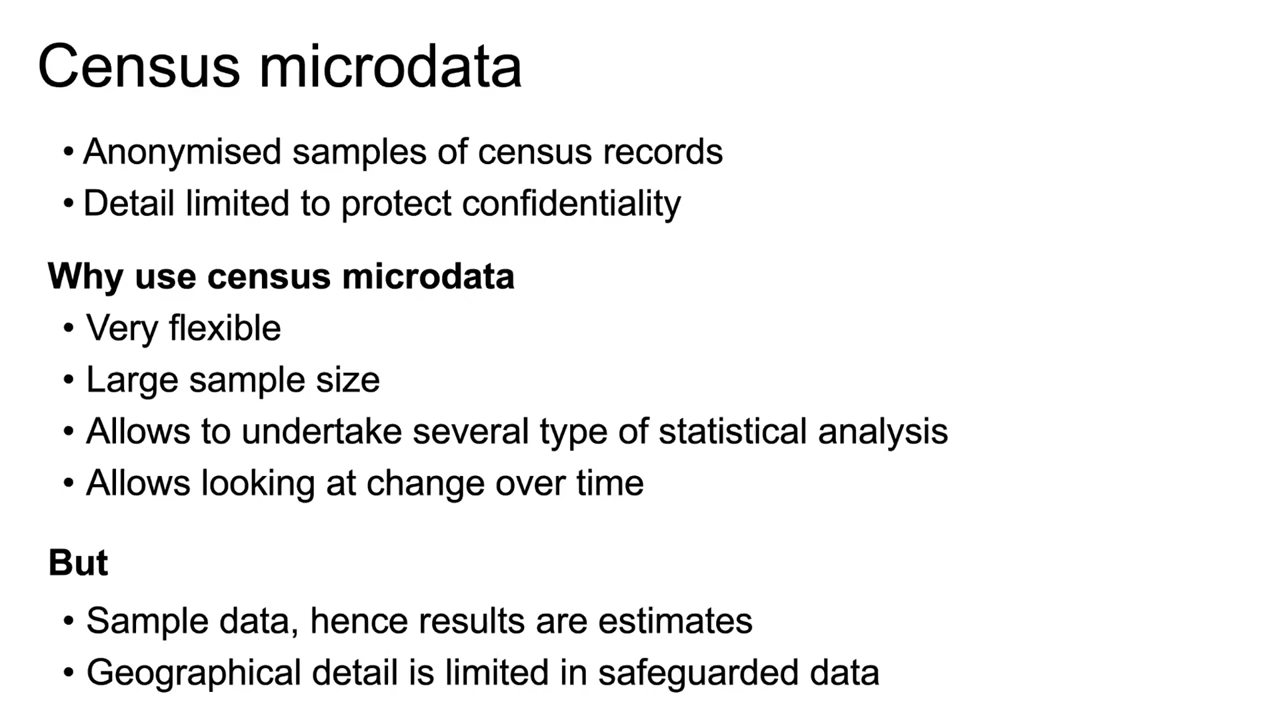 Census microdata
• Anonymised samples of census records
• Detail limited to protect confidentiality
Why use census microdata
• Very flexible
• Large sample size
• Allows to undertake several type of statistical analysis
• Allows looking at change over time
But
• Sample data, hence results are estimates
• Geographical detail is limited in safeguarded data